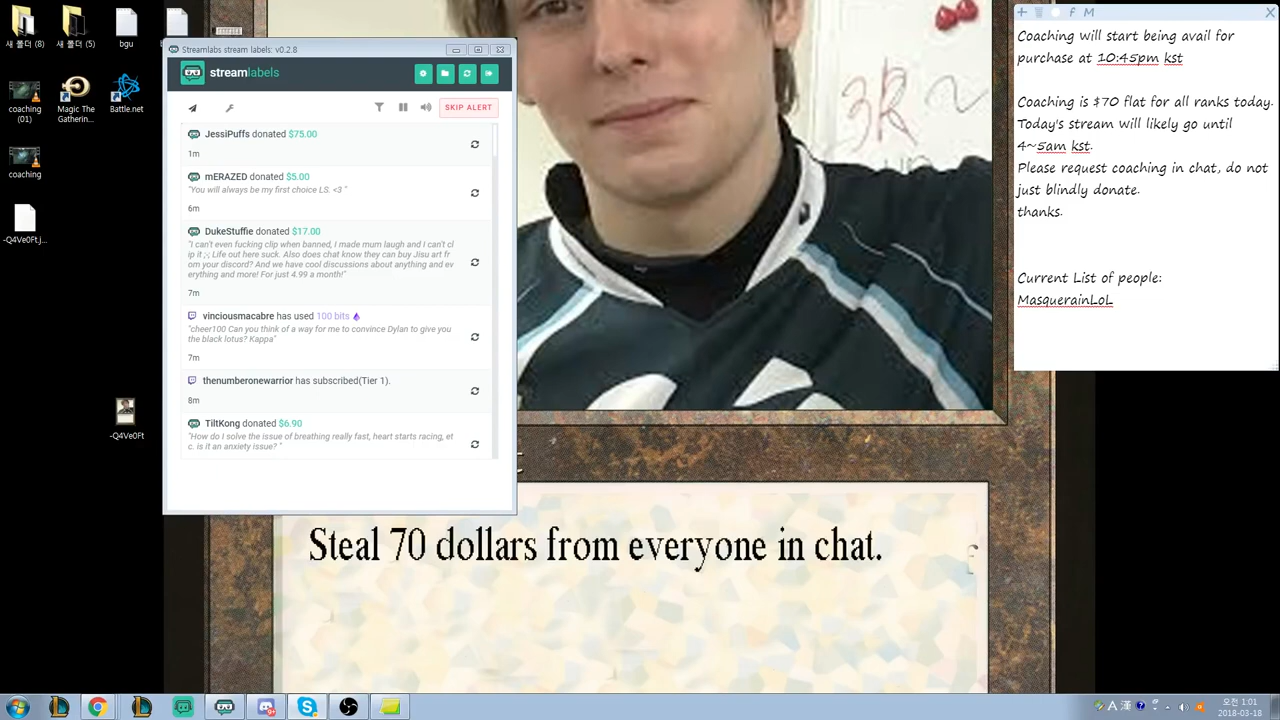 새 폴더 (8)
새 폴더 (5)
bgu
coaching
(01)
Magic The
Gatherin...
Battle.net
coaching
-Q4Ve0Ft.j...
-Q4Ve0Ft
Streamlabs stream labels: v0.2.8
streamlabels
SKIP ALERT
JessiPuffs donated $75.00
1m
mERAZED donated $5.00
"You will always be my first choice LS. <3 "
6m
DukeStuffie donated $17.00
"I can't even fucking clip when banned, I made mum laugh and I can't cl
ip it ;-; Life out here suck. Also does chat know they can buy Jisu art fr
om your discord? And we have cool discussions about anything and ev
erything and more! For just 4.99 a month!"
7m
vinciousmacabre has used 100 bits
"cheer100 Can you think of a way for me to convince Dylan to give you
the black lotus? Kappa"
7m
thenumberonewarrior has subscribed(Tier 1).
8m
TiltKong donated $6.90
"How do I solve the issue of breathing really fast, heart starts racing, et
c. is it an anxiety issue? "
Steal 70 dollars from everyone in chat.
Coaching will start being avail for
purchase at 10:45pm kst
Coaching is $70 flat for all ranks today.
Today's stream will likely go until
4~5am kst.
Please request coaching in chat, do not
just blindly donate.
thanks.
Current List of people:
MasquerainLoL
오전 1:01
2018-03-18